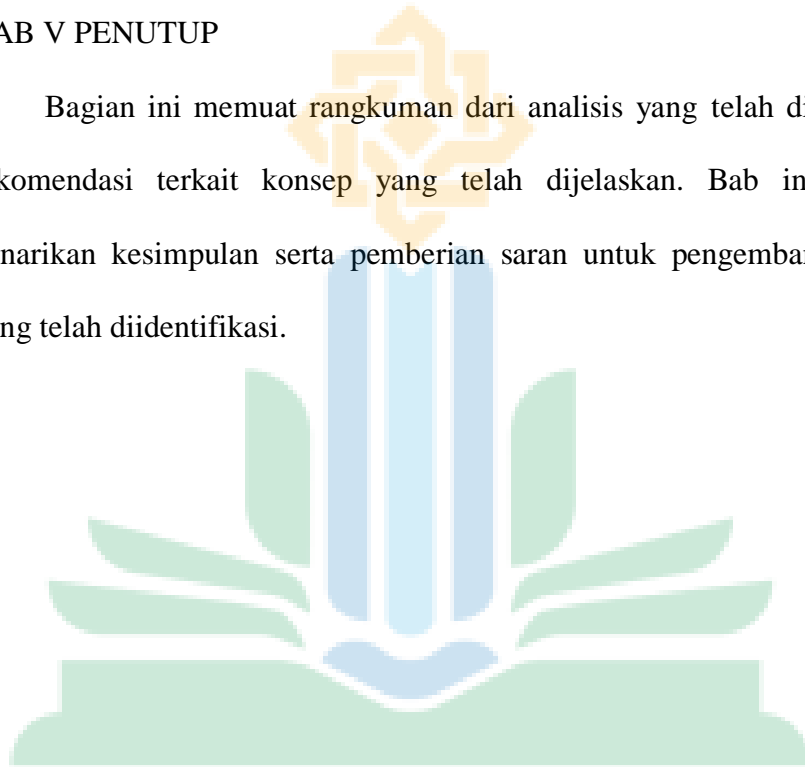 AB V PENUTUP
Bagian ini memuat rangkuman dari analisis yang telah di
komendasi terkait konsep yang telah dijelaskan. Bab in
narikan kesimpulan serta pemberian saran untuk pengemba
ng telah diidentifikasi.